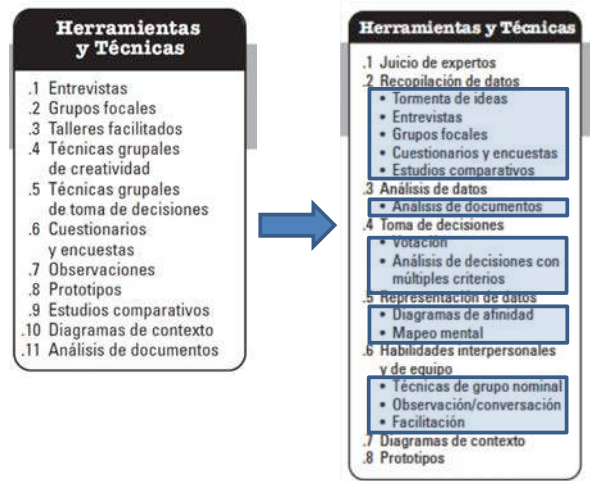 Herramientas
y Técnicas
.1 Entrevistas
.2 Grupos focales
.3 Talleres facilitados
.4 Técnicas grupales
de creatividad
.5 Técnicas grupales
de toma de decisiones
.6 Cuestionarios
y encuestas
.7 Observaciones
.8 Prototipos
.9 Estudios comparativos
.10 Diagramas de contexto
.11 Análisis de documentos
Herramientas y Técnicas
.1 Juicio de expertos
.2 Recopilación de datos
• Tormenta de ideas
• Entrevistas
• Grupos focales
• Cuestionarios y encuestas
• Estudios comparativos
.3 Análisis de datos
• Análisis de documentos
.4 Toma de decisiones
• Votación
• Análisis de decisiones con
múltiples criterios
.5 Representación de datos
• Diagramas de afinidad
• Mapeo mental
.6 Habilidades interpersonales
y de equipo
• Técnicas de grupo nominal
• Observación/conversación
• Facilitación
.7 Diagramas de contexto
.8 Prototipos